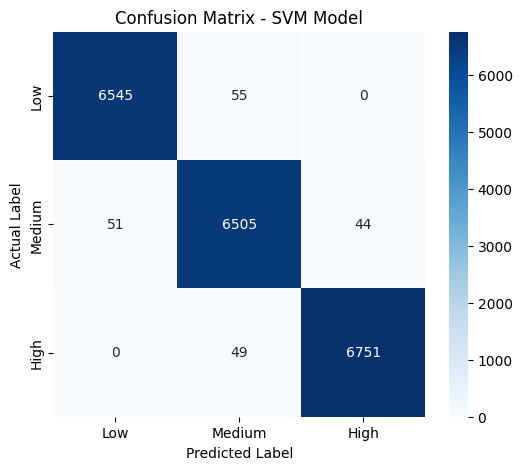 Confusion Matrix - SVM Model
Low 6545 55 0
Medium 51 6505 44
High 0 49 6751
Low Medium High
Predicted Label
Actual Label
6000
5000
4000
3000
2000
1000
0